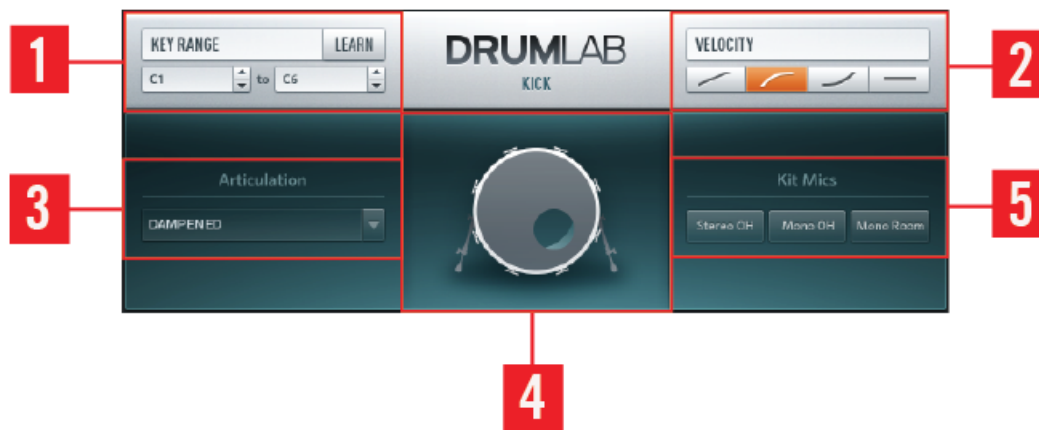 1
KEY RANGE LEARN
C1 to C6
DRUMLAB
KICK
VELOCITY
2
3
Articulation
DAMPENED
Kit Mics
Stereo OH Mono OH Mono Room
5
4